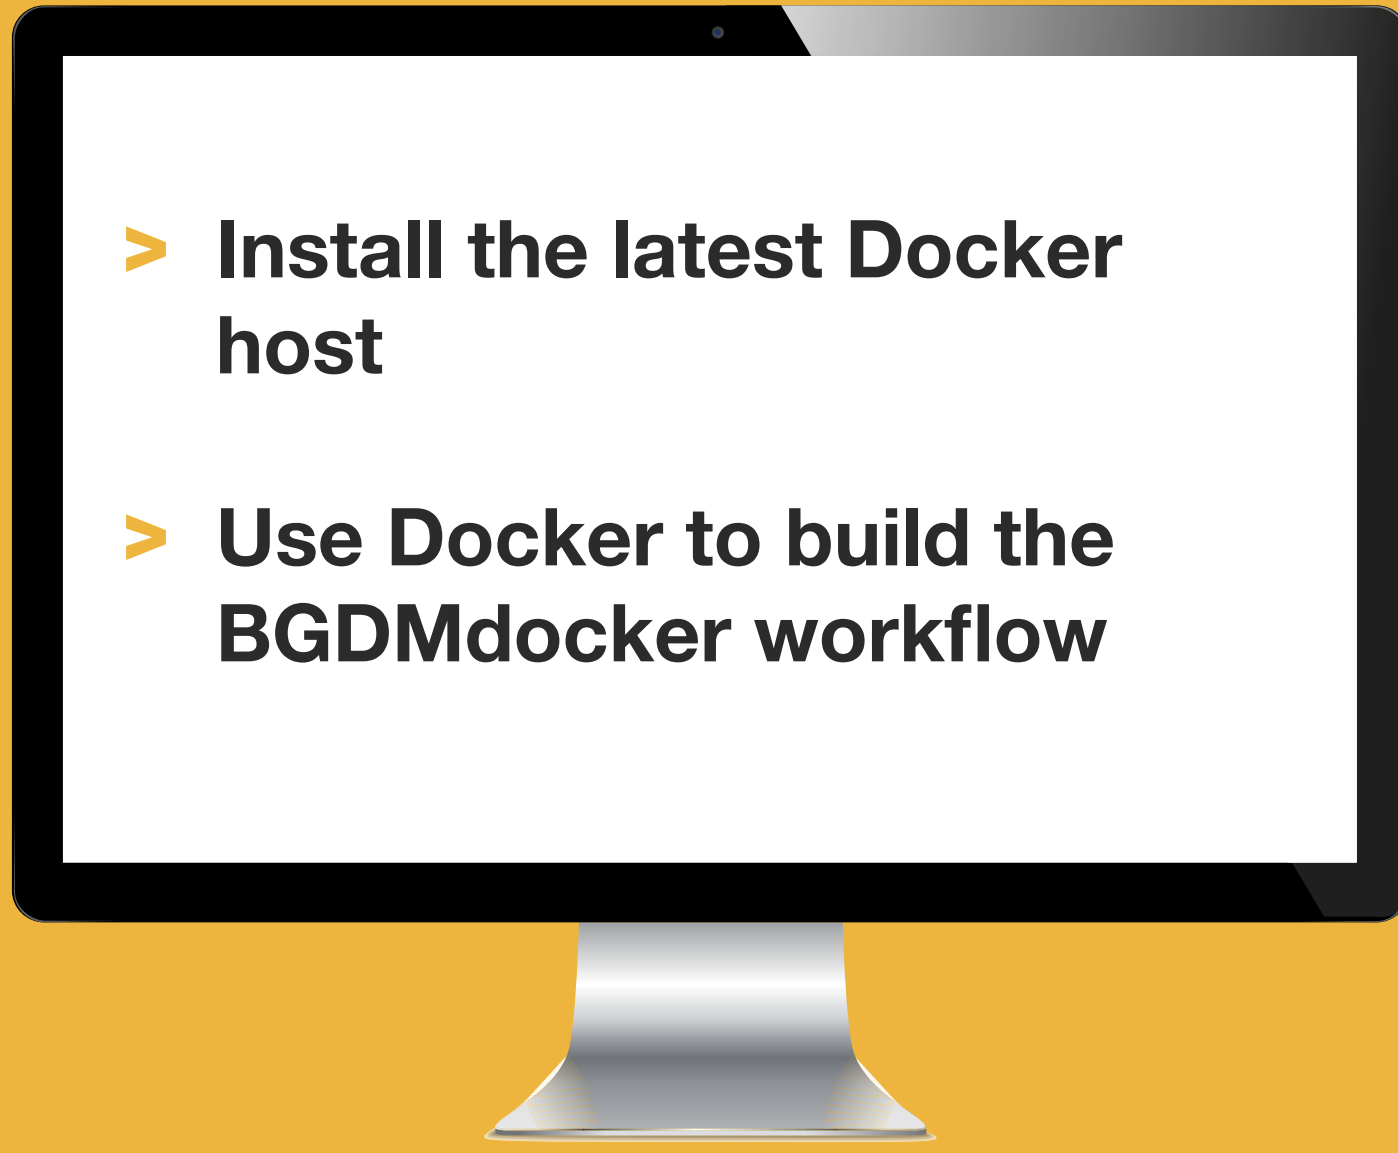 > Install the latest Docker
host
> Use Docker to build the
BGDMdocker workflow